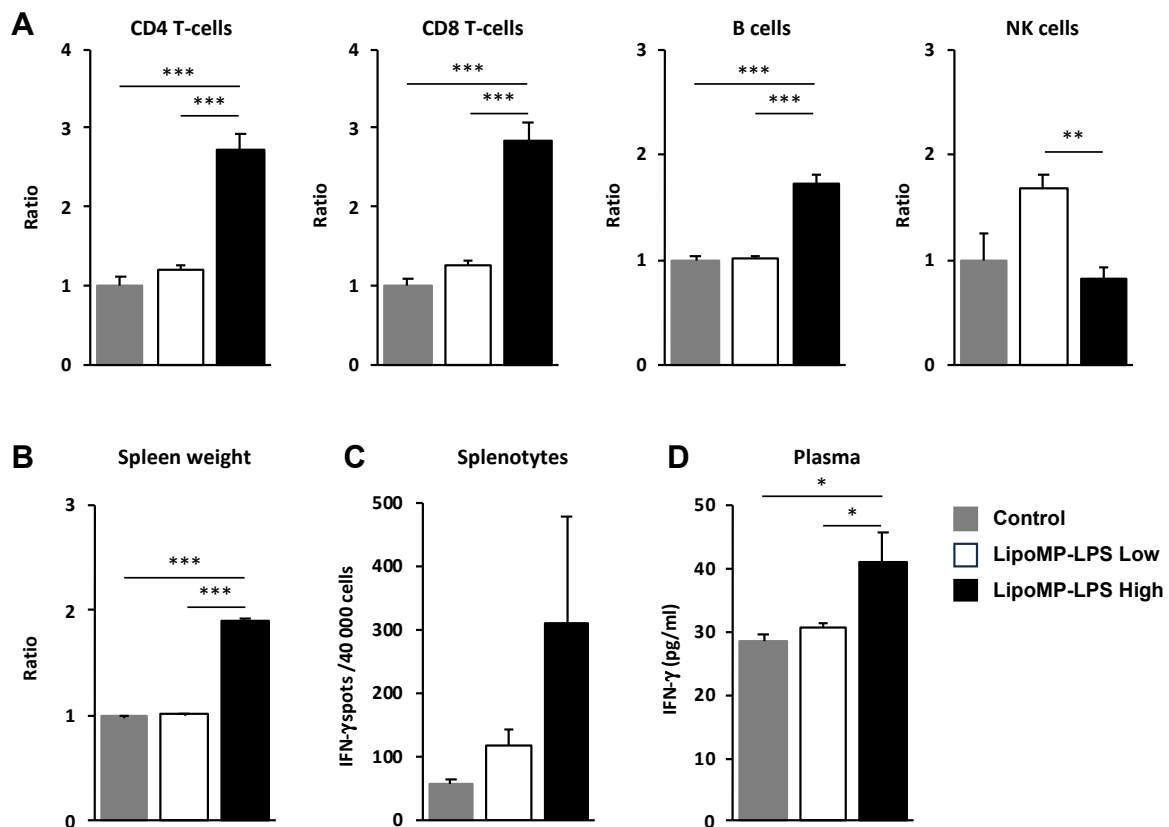 A
CD4 T-cells
Ratio
4
3
2
1
0
***
***
CD8 T-cells
Ratio
4
3
2
1
0
***
***
B cells
Ratio
3
2
1
0
***
***
NK cells
Ratio
3
2
1
0
**
B
Spleen weight
Ratio
3
2
1
0
***
***
C
Splenotytes
IFN-γspots /40 000 cells
500
400
300
200
100
0
D
Plasma
IFN-γ (pg/ml)
50
40
30
20
10
0
*
*
Control
LipoMP-LPS Low
LipoMP-LPS High